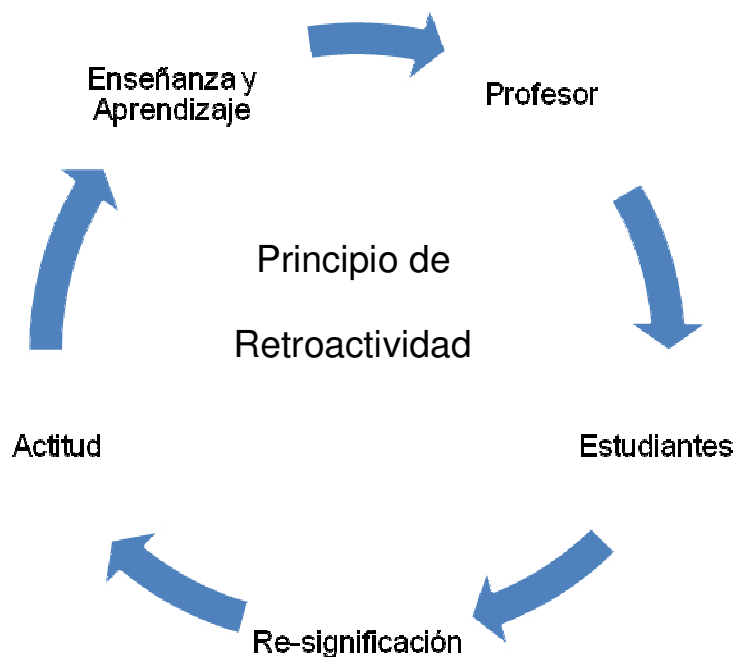 Enseñanza y
Aprendizaje
Profesor
Principio de
Retroactividad
Actitud
Estudiantes
Re-significación